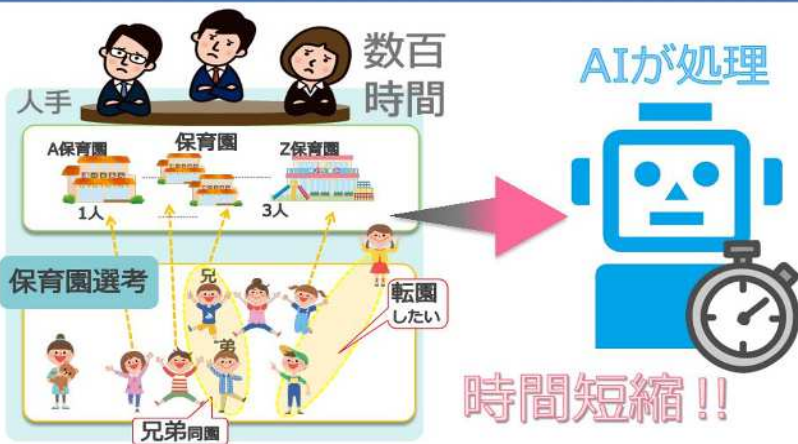 人手
数百
時間
A保育園
保育園
Z保育園
1人
3人
保育園選考
兄
弟
転園
したい
兄弟同園
AIが処理
時間短縮!!